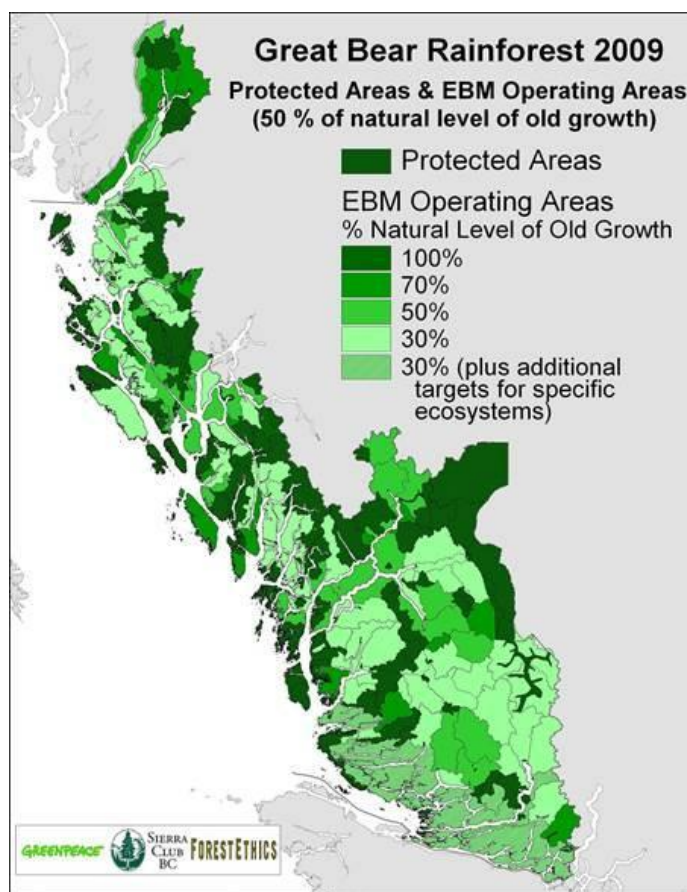 Great Bear Rainforest 2009
Protected Areas & EBM Operating Areas
(50 % of natural level of old growth)
Protected Areas
EBM Operating Areas
% Natural Level of Old Growth
100%
70%
50%
30%
30% (plus additional
targets for specific
ecosystems)
GREENPEACE
SIERRA
CLUB
BC
FORESTETHICS